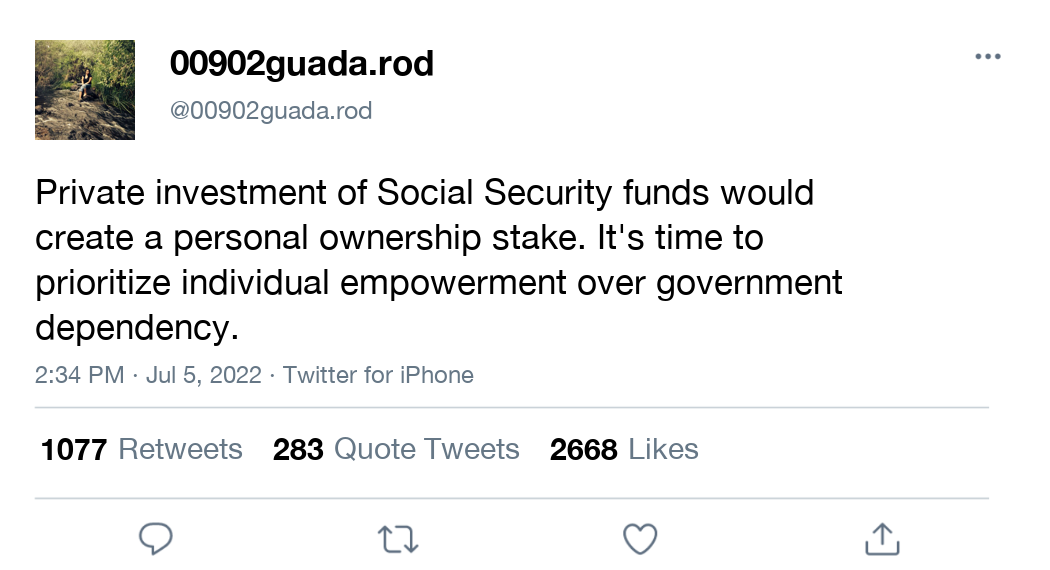 00902guada.rod
@00902guada.rod
Private investment of Social Security funds would
create a personal ownership stake. It's time to
prioritize individual empowerment over government
dependency.
2:34 PM · Jul 5, 2022 · Twitter for iPhone
1077 Retweets 283 Quote Tweets 2668 Likes